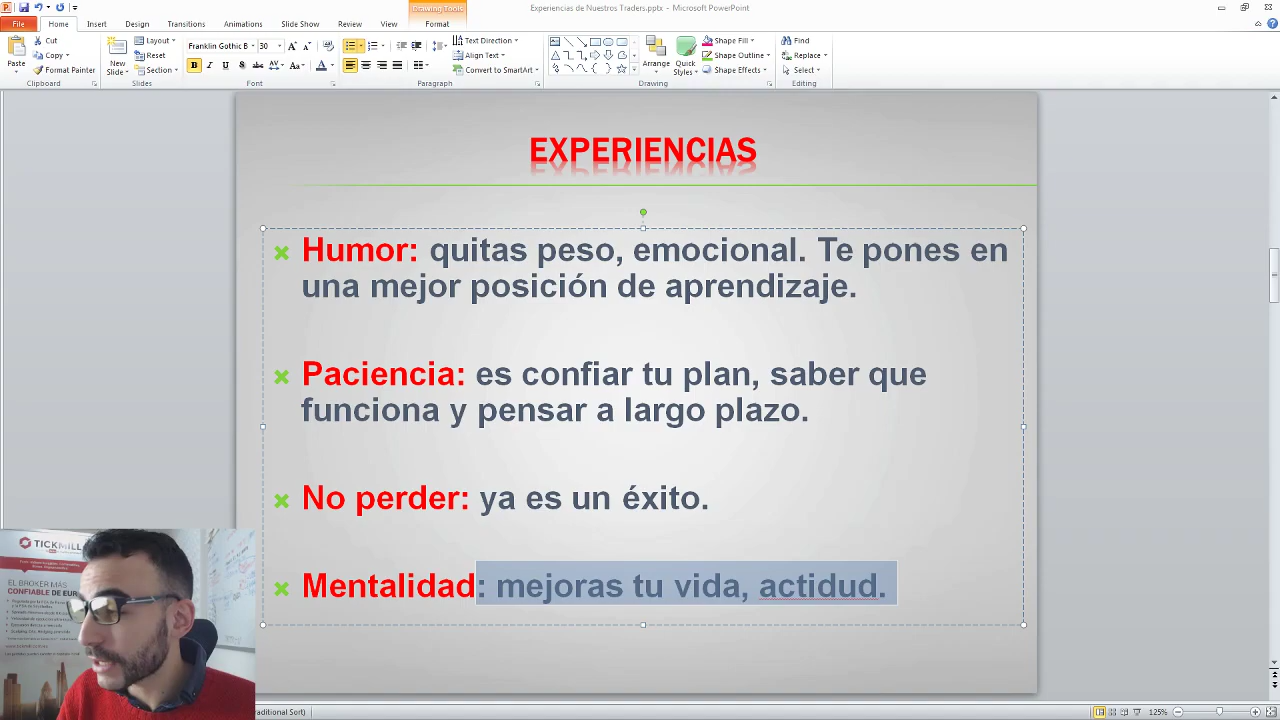 Drawing Tools
Experiencias de Nuestros Traders.pptx - Microsoft PowerPoint
File Home Insert Design Transitions Animations Slide Show Review View Format
Cut
Copy
Format Painter
Paste
Clipboard
New Slide
Layout
Reset
Section
Slides
Franklin Gothic B 30
B I U S abc AV Aa A
Font
Paragraph
Text Direction
Align Text
Convert to SmartArt
Arrange
Quick Styles
Shape Fill
Shape Outline
Shape Effects
Drawing
Find
Replace
Select
Editing
EXPERIENCIAS
Humor: quitas peso, emocional. Te pones en
una mejor posición de aprendizaje.
Paciencia: es confiar tu plan, saber que
funciona y pensar a largo plazo.
No perder: ya es un éxito.
Mentalidad: mejoras tu vida, actidud.
TICKMILL
EL BROKER MÁS
CONFIABLE DE EUR
raditional Sort)
125%